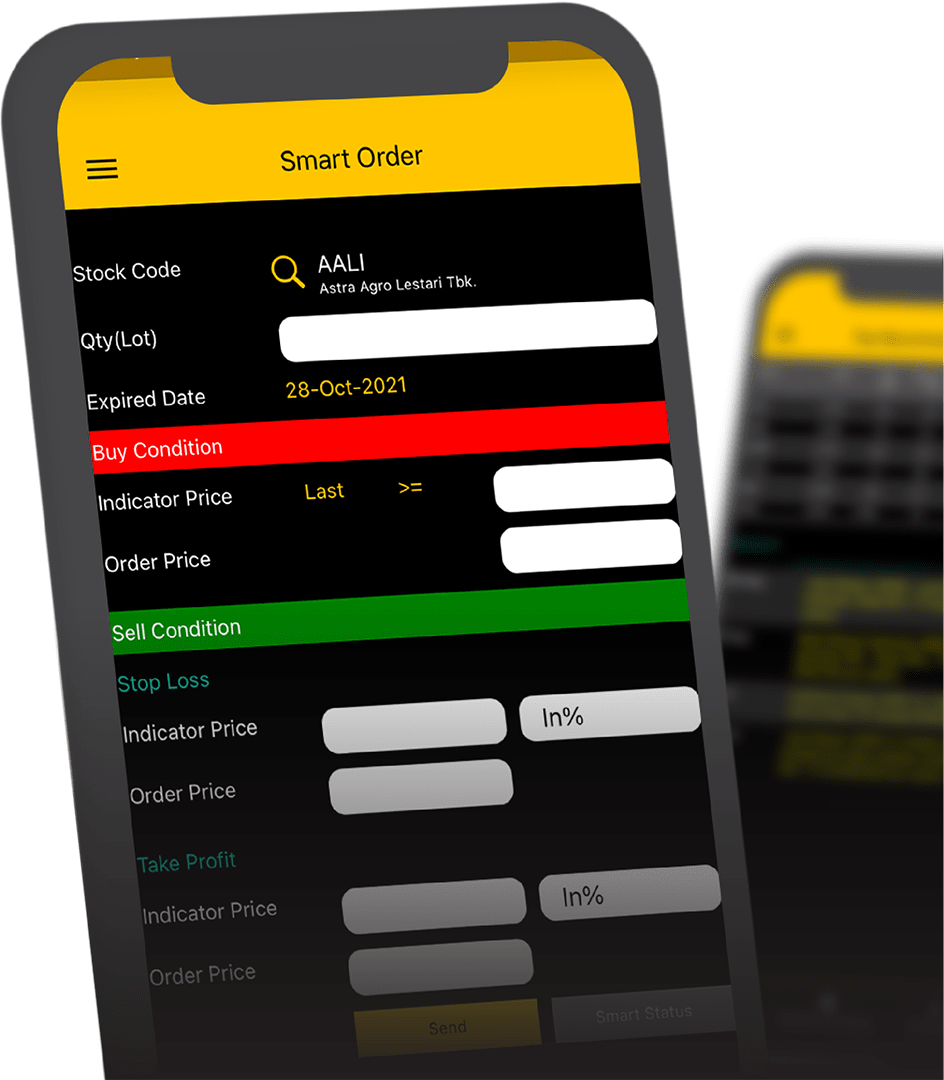 Smart Order
Stock Code
AALI
Astra Agro Lestari Tbk.
Qty(Lot)
Expired Date 28-Oct-2021
Buy Condition
Indicator Price Last >=
Order Price
Sell Condition
Stop Loss
Indicator Price In%
Order Price
Take Profit
Indicator Price In%
Order Price
Send Smart Status